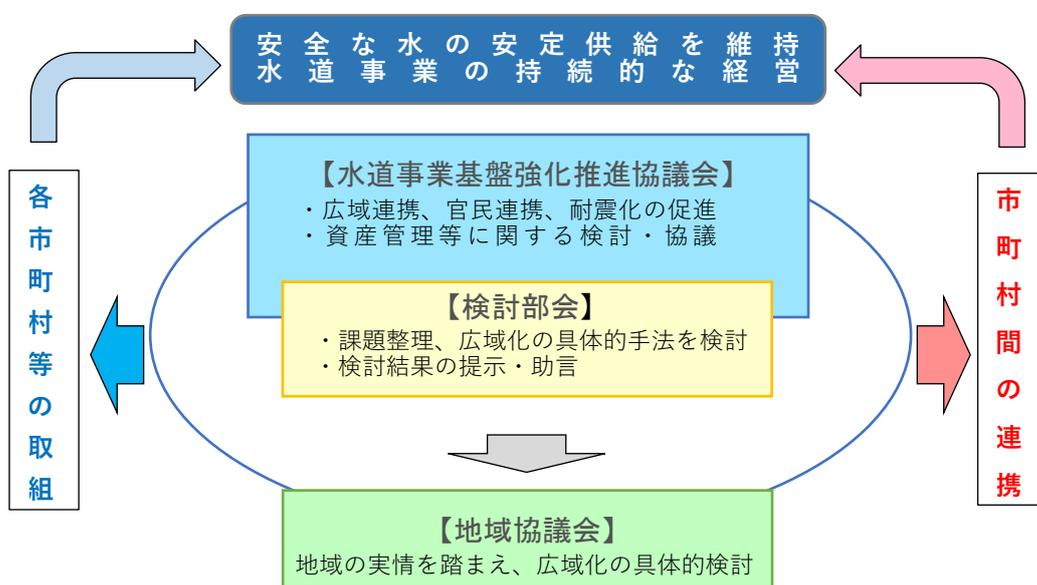 安全な水の安定供給を維持
水道事業の持続的な経営
【水道事業基盤強化推進協議会】
・広域連携、官民連携、耐震化の促進
・資産管理等に関する検討・協議
【検討部会】
・課題整理、広域化の具体的手法を検討
・検討結果の提示・助言
【地域協議会】
地域の実情を踏まえ、広域化の具体的検討
各市町村等の取組
市町村間の連携